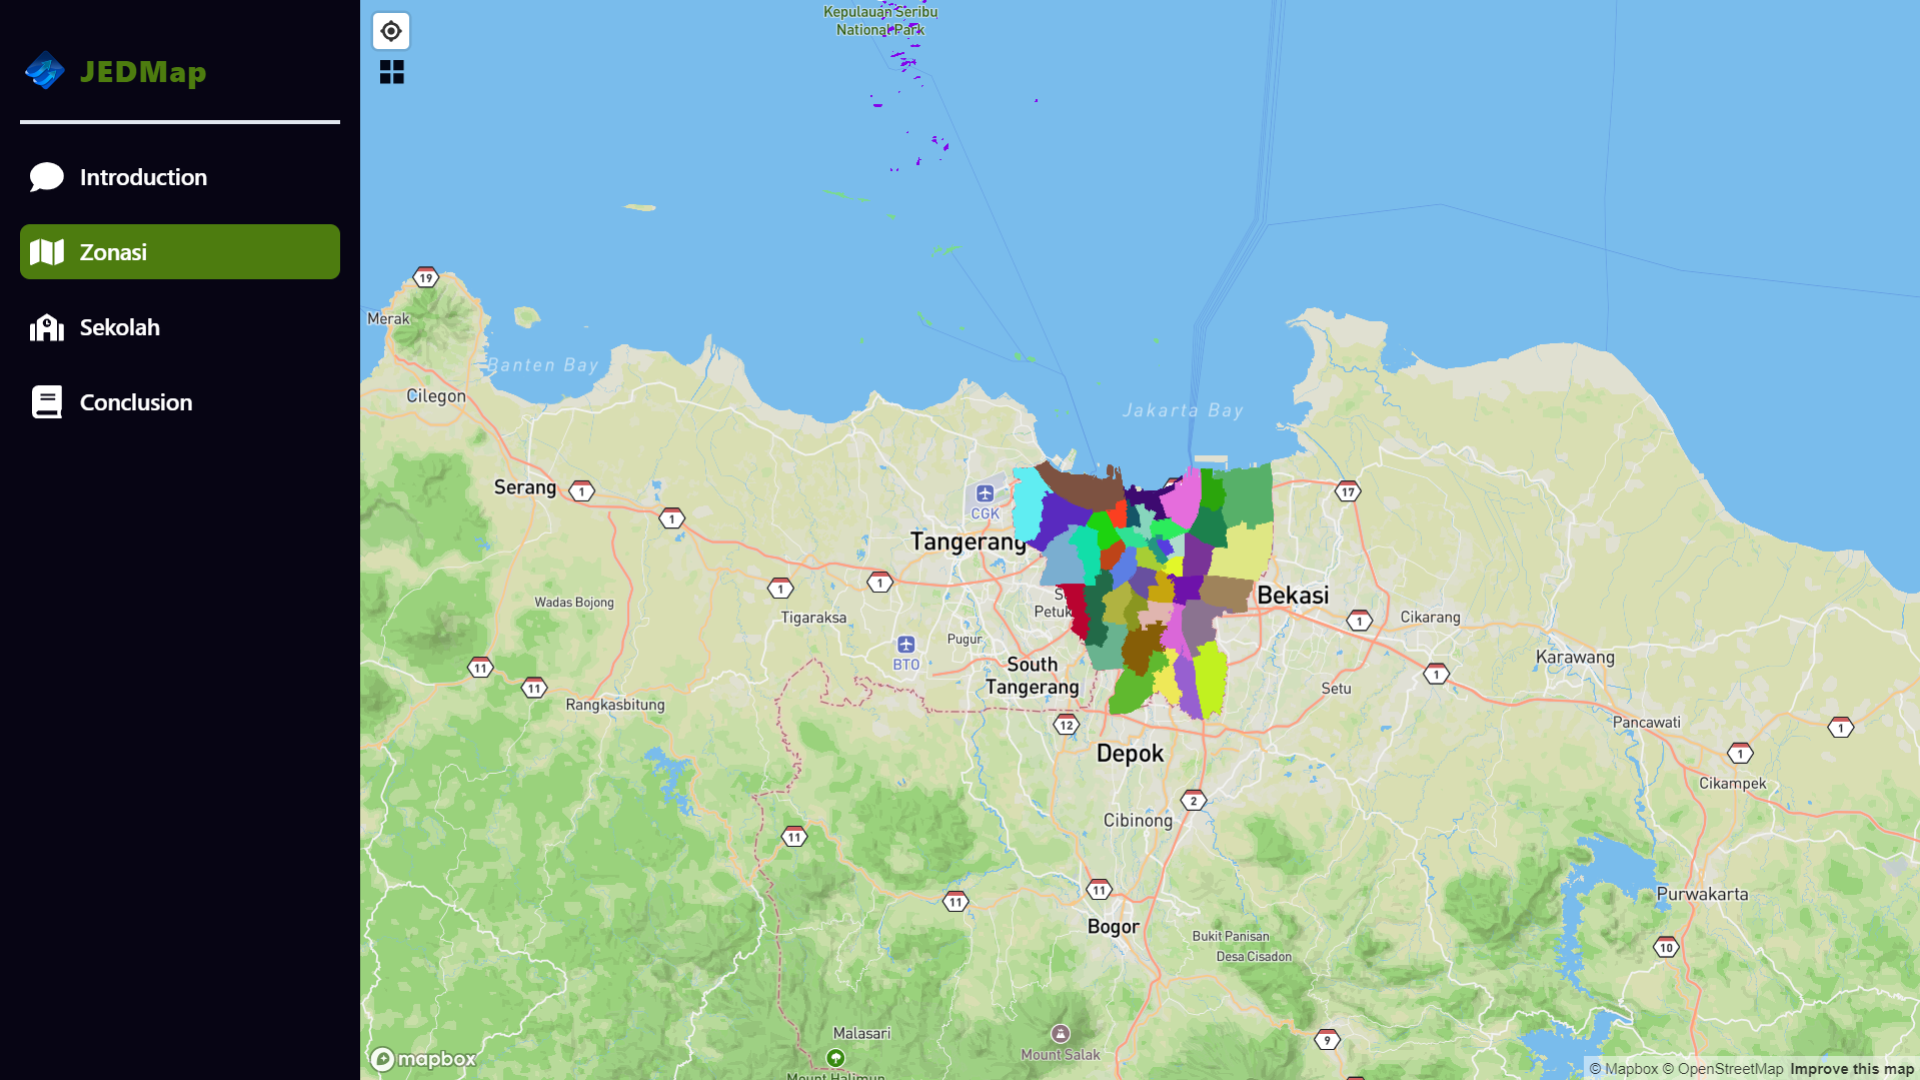 JEDMap
Introduction
Zonasi
Sekolah
Conclusion
Kepulauan Seribu
National Park
19
Merak
Banten Bay
Cilegon
Jakarta Bay
Serang
1
1
CGK
17
Tangerang
1
1
Wadas Bojong
Tigaraksa
Bekasi
1
Cikarang
Pugur
BTO
South
Tangerang
11
11
Rangkasbitung
Karawang
1
Setu
12
Pancawati
1
1
Depok
Cikampek
2
Cibinong
11
11
11
Bogor
Purwakarta
Bukit Panisan
Desa Cisadon
10
Malasari
Mount Salak
9
Mount Halimun
mapbox
© Mapbox © OpenStreetMap Improve this map